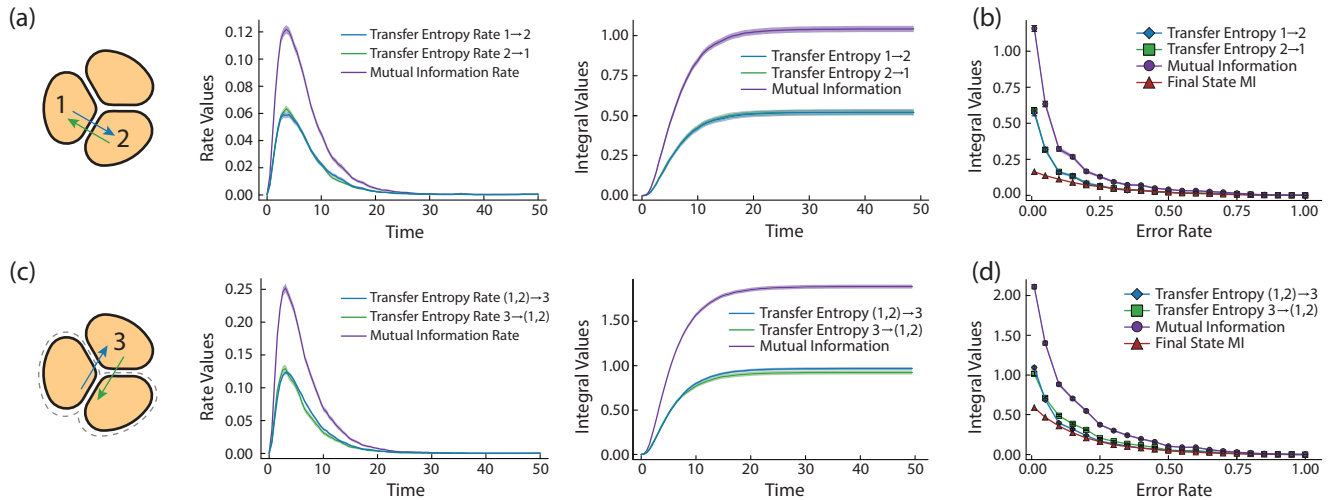 (a)
1
2
Rate Values
0.12
0.10
0.08
0.06
0.04
0.02
0.00
Transfer Entropy Rate 1→2
Transfer Entropy Rate 2→1
Mutual Information Rate
0
10
20
30
40
50
Time
Integral Values
1.00
0.75
0.50
0.25
0.00
Transfer Entropy 1→2
Transfer Entropy 2→1
Mutual Information
0
10
20
30
40
50
Time
(b)
Integral Values
1.00
0.75
0.50
0.25
0.00
Transfer Entropy 1→2
Transfer Entropy 2→1
Mutual Information
Final State MI
0.00
0.25
0.50
0.75
1.00
Error Rate
(c)
3
Rate Values
0.25
0.20
0.15
0.10
0.05
0.00
Transfer Entropy Rate (1,2)→3
Transfer Entropy Rate 3→(1,2)
Mutual Information Rate
0
10
20
30
40
50
Time
Integral Values
1.50
1.00
0.50
0.00
Transfer Entropy (1,2)→3
Transfer Entropy 3→(1,2)
Mutual Information
0
10
20
30
40
50
Time
(d)
Integral Values
2.00
1.50
1.00
0.50
0.00
Transfer Entropy (1,2)→3
Transfer Entropy 3→(1,2)
Mutual Information
Final State MI
0.00
0.25
0.50
0.75
1.00
Error Rate